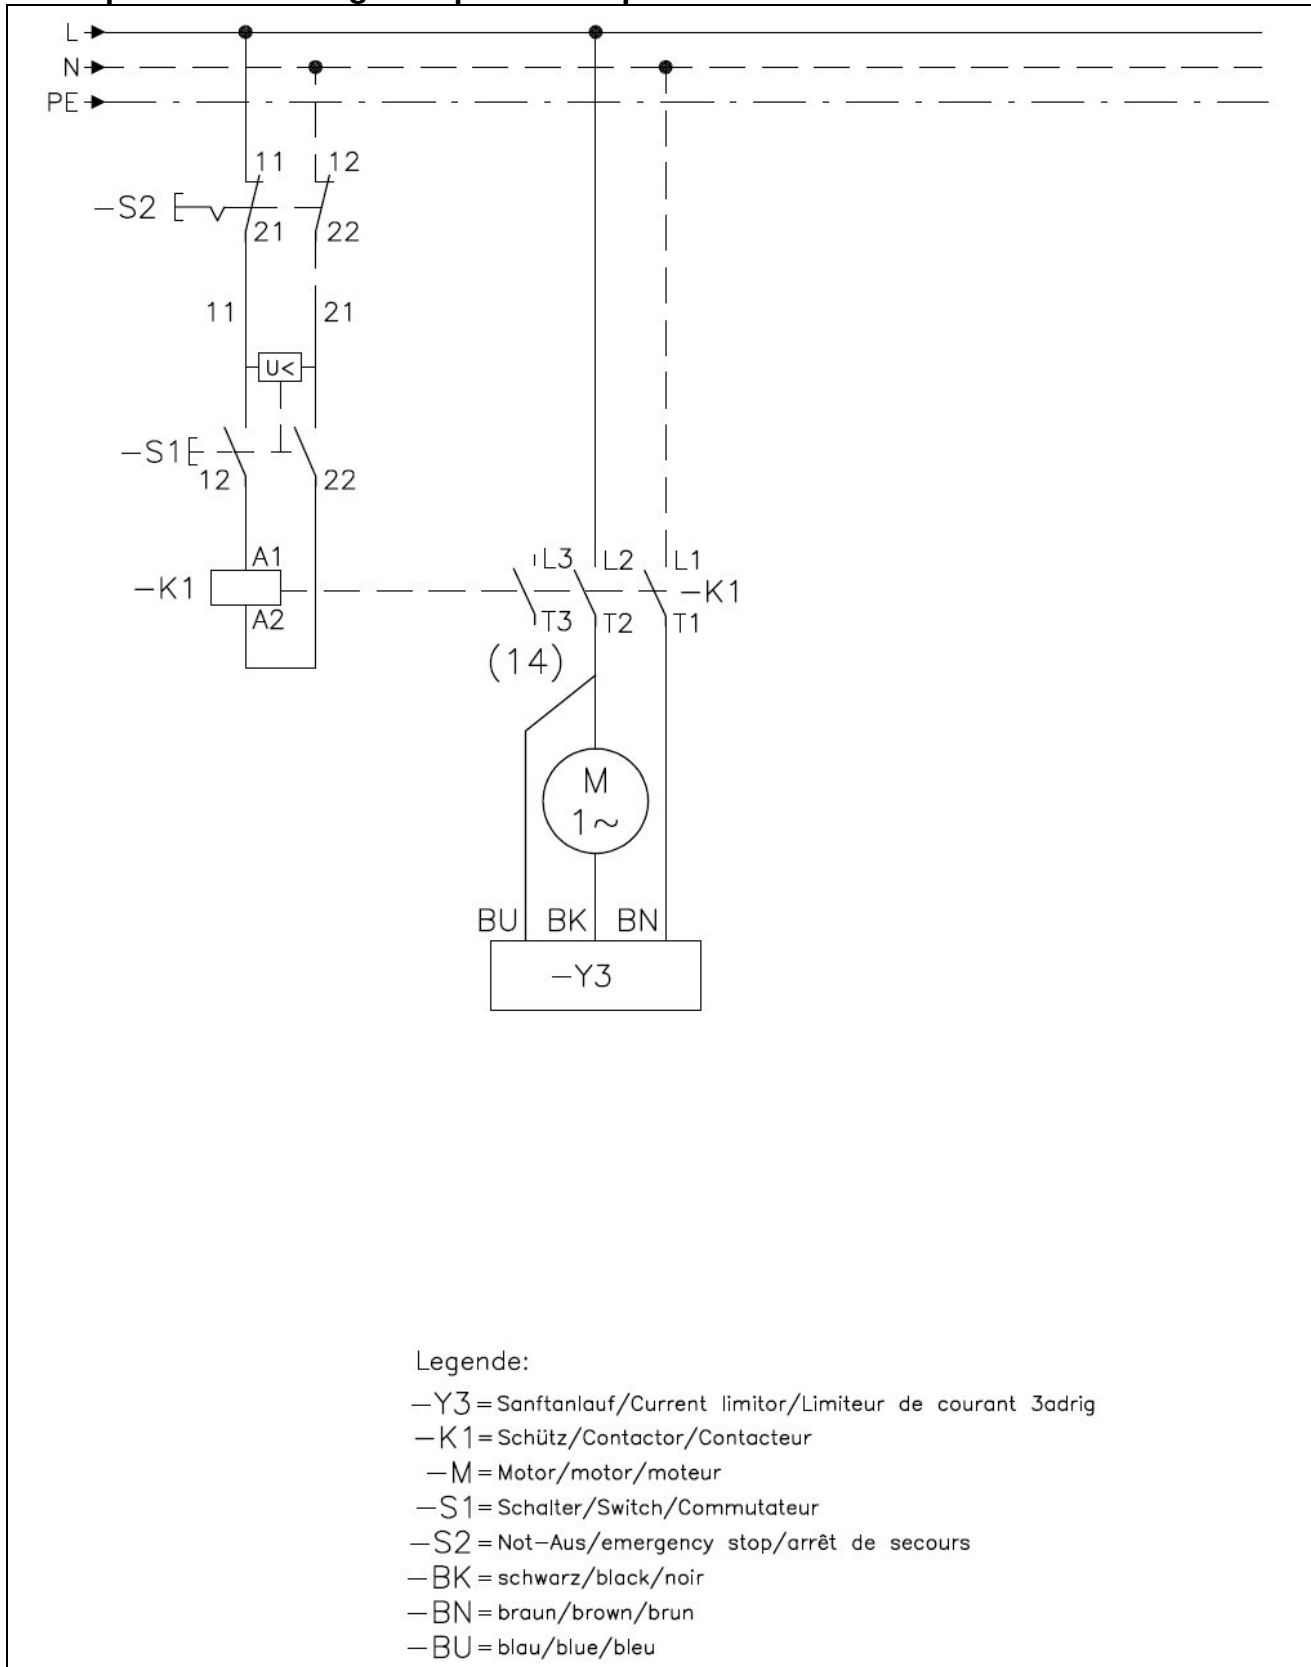 L
N
PE
11 12
-S2
21 22
11 21
U<
-S1
12 22
A1 L3 L2 L1
-K1 -K1
A2 T3 T2 T1
(14)
M
1~
BU BK BN
-Y3
Legende:
-Y3=Sanftanlauf/Current limitor/Limiteur de courant 3adrig
-K1=Schütz/Contactor/Contacteur
-M=Motor/motor/moteur
-S1=Schalter/Switch/Commutateur
-S2=Not-Aus/emergency stop/arrêt de secours
-BK=schwarz/black/noir
-BN=braun/brown/brun
-BU=blau/blue/bleu